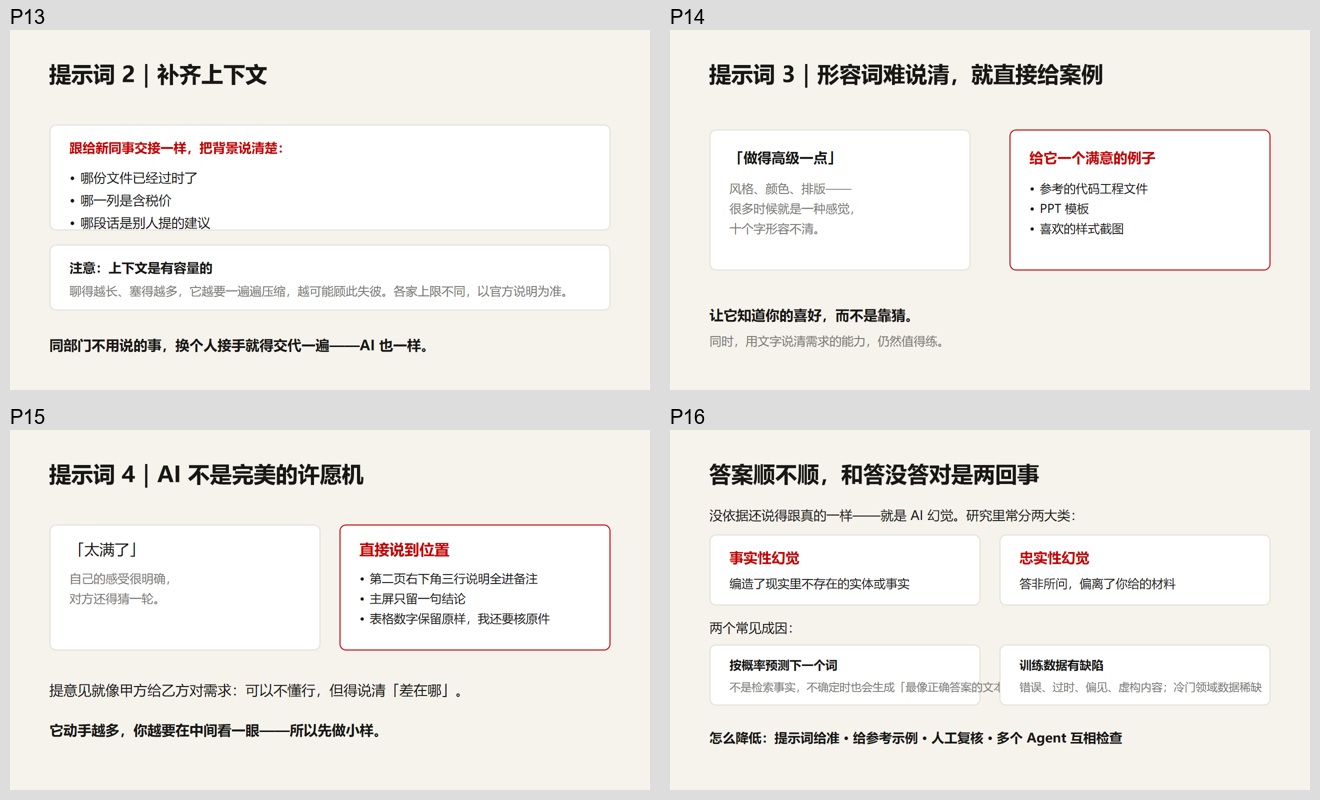 P13
提示词 2｜补齐上下文
跟给新同事交接一样，把背景说清楚：
• 哪份文件已经过时了
• 哪一列是含税价
• 哪段话是别人提的建议
注意：上下文是有容量的
聊得越长、塞得越多，它越要一遍遍压缩，越可能顾此失彼。各家上限不同，以官方说明为准。
同部门不用说的事，换个人接手就得交代一遍——AI 也一样。
P14
提示词 3｜形容词难说清，就直接给案例
「做得高级一点」
风格、颜色、排版——
很多时候就是一种感觉，
十个字形容不清。
给它一个满意的例子
• 参考的代码工程文件
• PPT 模板
• 喜欢的样式截图
让它知道你的喜好，而不是靠猜。
同时，用文字说清需求的能力，仍然值得练。
P15
提示词 4｜AI 不是完美的许愿机
「太满了」
自己的感受很明确，
对方还得猜一轮。
直接说到位置
• 第二页右下角三行说明全进备注
• 主屏只留一句结论
• 表格数字保留原样，我还要核原件
提意见就像甲方给乙方对需求：可以不懂行，但得说清「差在哪」。
它动手越多，你越要在中间看一眼——所以先做小样。
P16
答案顺不顺，和答没答对是两回事
没依据还说得跟真的一样——就是 AI 幻觉。研究里常分两大类：
事实性幻觉
编造了现实里不存在的实体或事实
忠实性幻觉
答非所问，偏离了你给的材料
两个常见成因：
按概率预测下一个词
不是检索事实，不确定时也会生成「最像正确答案的文本
训练数据有缺陷
错误、过时、偏见、虚构内容；冷门领域数据稀缺
怎么降低：提示词给准 • 给参考示例 • 人工复核 • 多个 Agent 互相检查